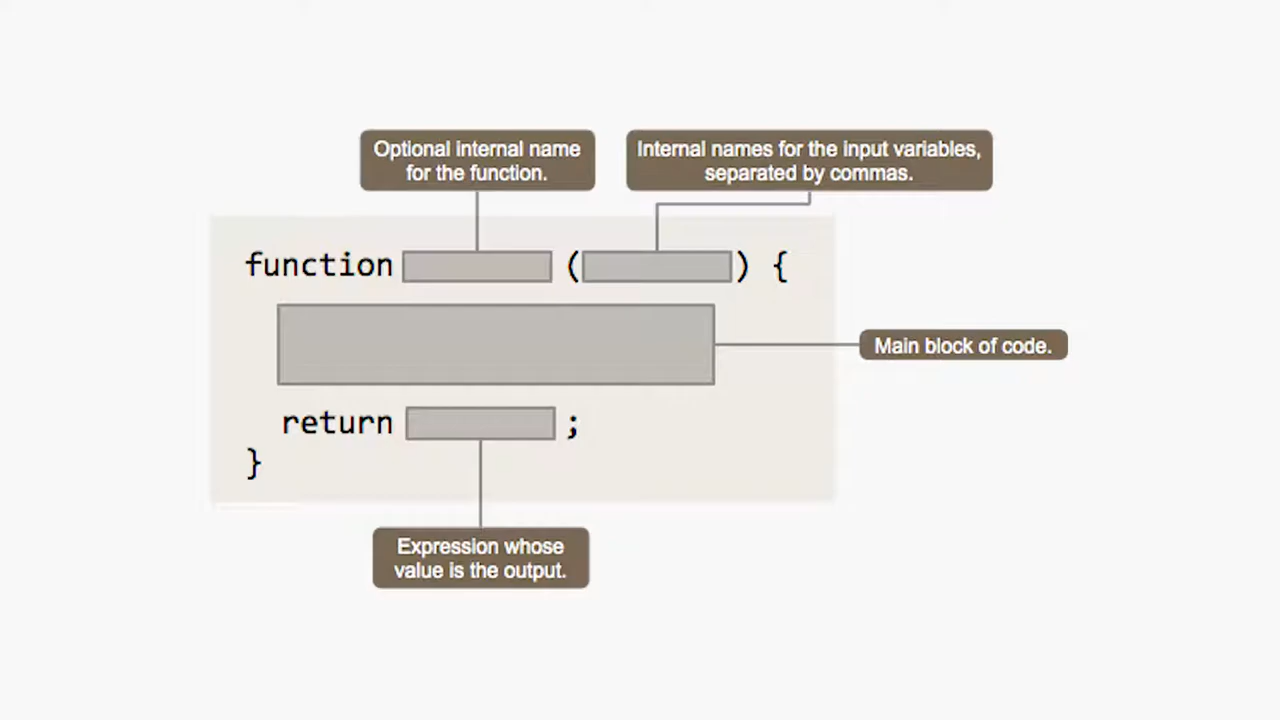 Optional internal name
for the function.
Internal names for the input variables,
separated by commas.
function ( ) {
Main block of code.
return ;
}
Expression whose
value is the output.